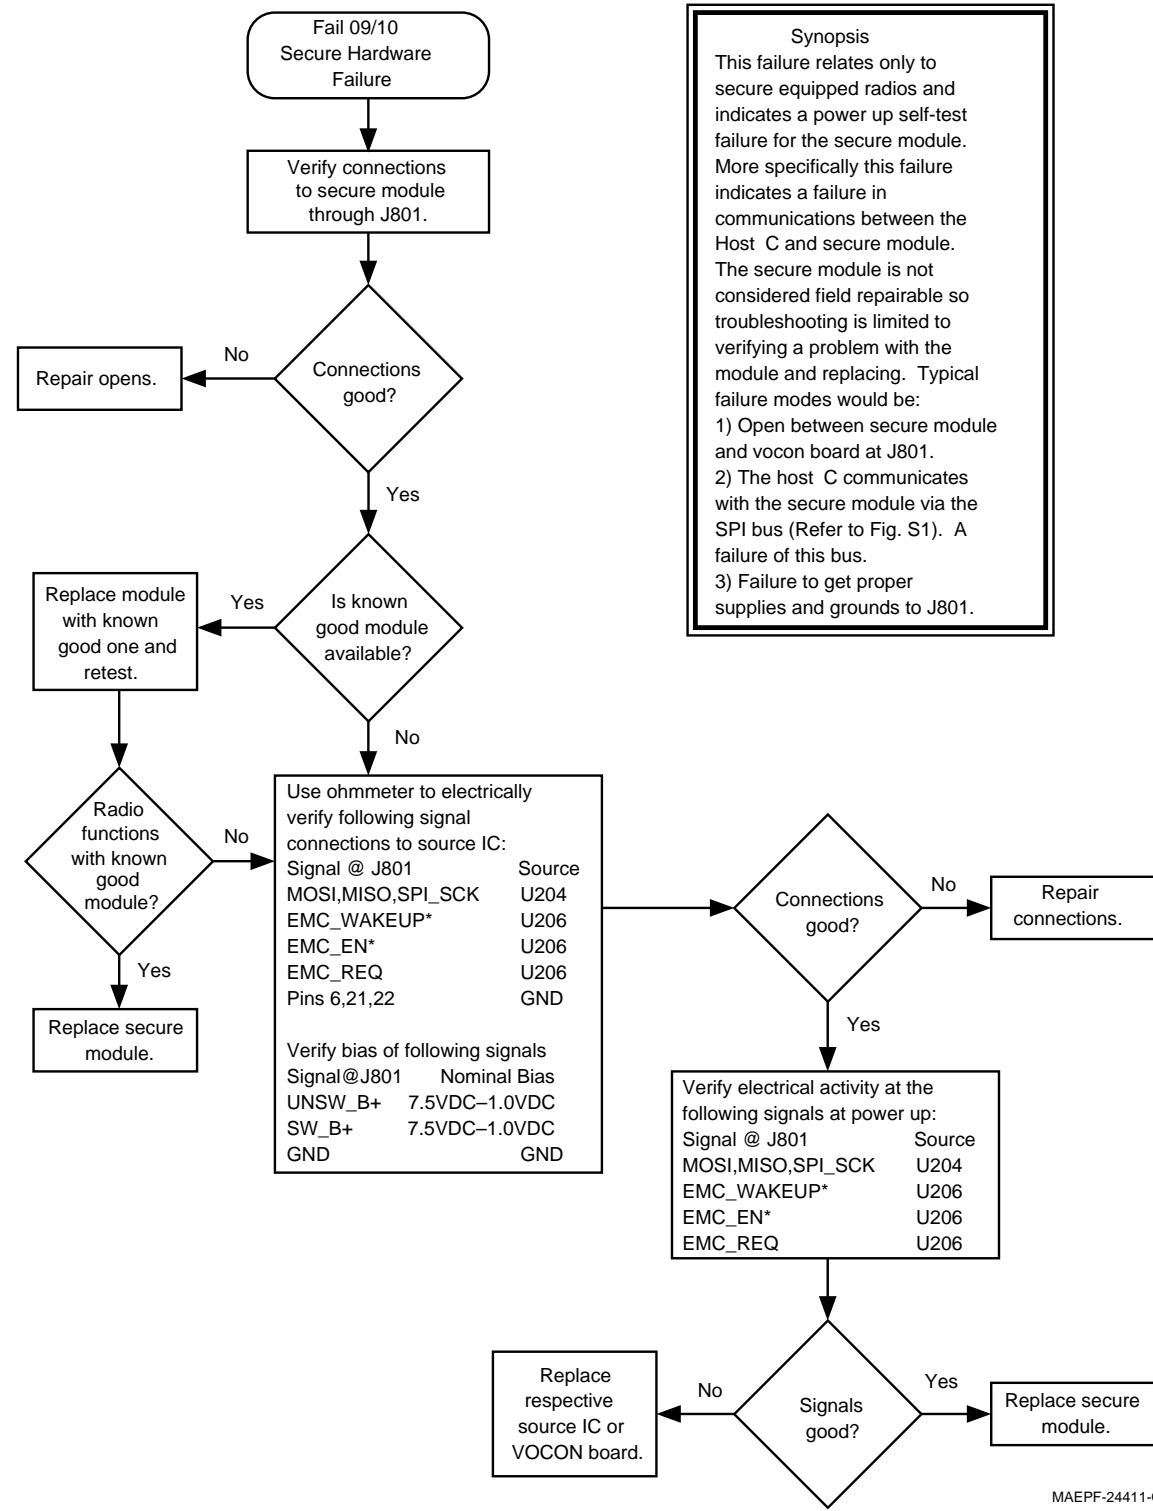 Fail 09/10
Secure Hardware
Failure
Verify connections
to secure module
through J801.
Connections
good?
No
Repair opens.
Yes
Is known
good module
available?
Yes
Replace module
with known
good one and
retest.
No
Radio
functions
with known
good
module?
No
Yes
Replace secure
module.
Use ohmmeter to electrically
verify following signal
connections to source IC:
Signal @ J801 Source
MOSI,MISO,SPI_SCK U204
EMC_WAKEUP* U206
EMC_EN* U206
EMC_REQ U206
Pins 6,21,22 GND
Verify bias of following signals
Signal@J801 Nominal Bias
UNSW_B+ 7.5VDC–1.0VDC
SW_B+ 7.5VDC–1.0VDC
GND GND
Connections
good?
No
Repair
connections.
Yes
Verify electrical activity at the
following signals at power up:
Signal @ J801 Source
MOSI,MISO,SPI_SCK U204
EMC_WAKEUP* U206
EMC_EN* U206
EMC_REQ U206
Signals
good?
No
Replace
respective
source IC or
VOCON board.
Yes
Replace secure
module.
Synopsis
This failure relates only to
secure equipped radios and
indicates a power up self-test
failure for the secure module.
More specifically this failure
indicates a failure in
communications between the
Host C and secure module.
The secure module is not
considered field repairable so
troubleshooting is limited to
verifying a problem with the
module and replacing. Typical
failure modes would be:
1) Open between secure module
and vocon board at J801.
2) The host C communicates
with the secure module via the
SPI bus (Refer to Fig. S1). A
failure of this bus.
3) Failure to get proper
supplies and grounds to J801.